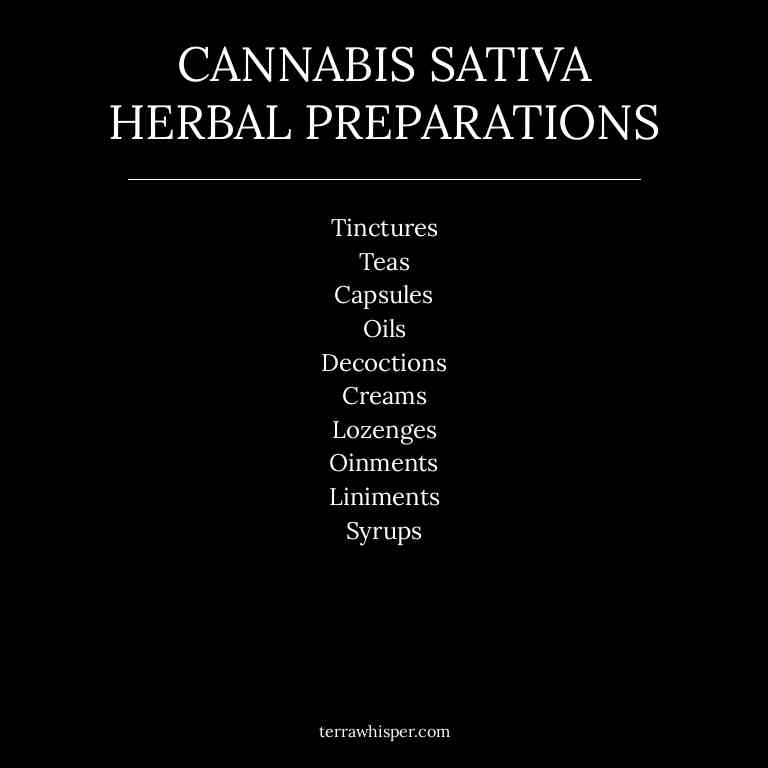 CANNABIS SATIVA
HERBAL PREPARATIONS
Tinctures
Teas
Capsules
Oils
Decoctions
Creams
Lozenges
Oinments
Liniments
Syrups
terrawhisper.com